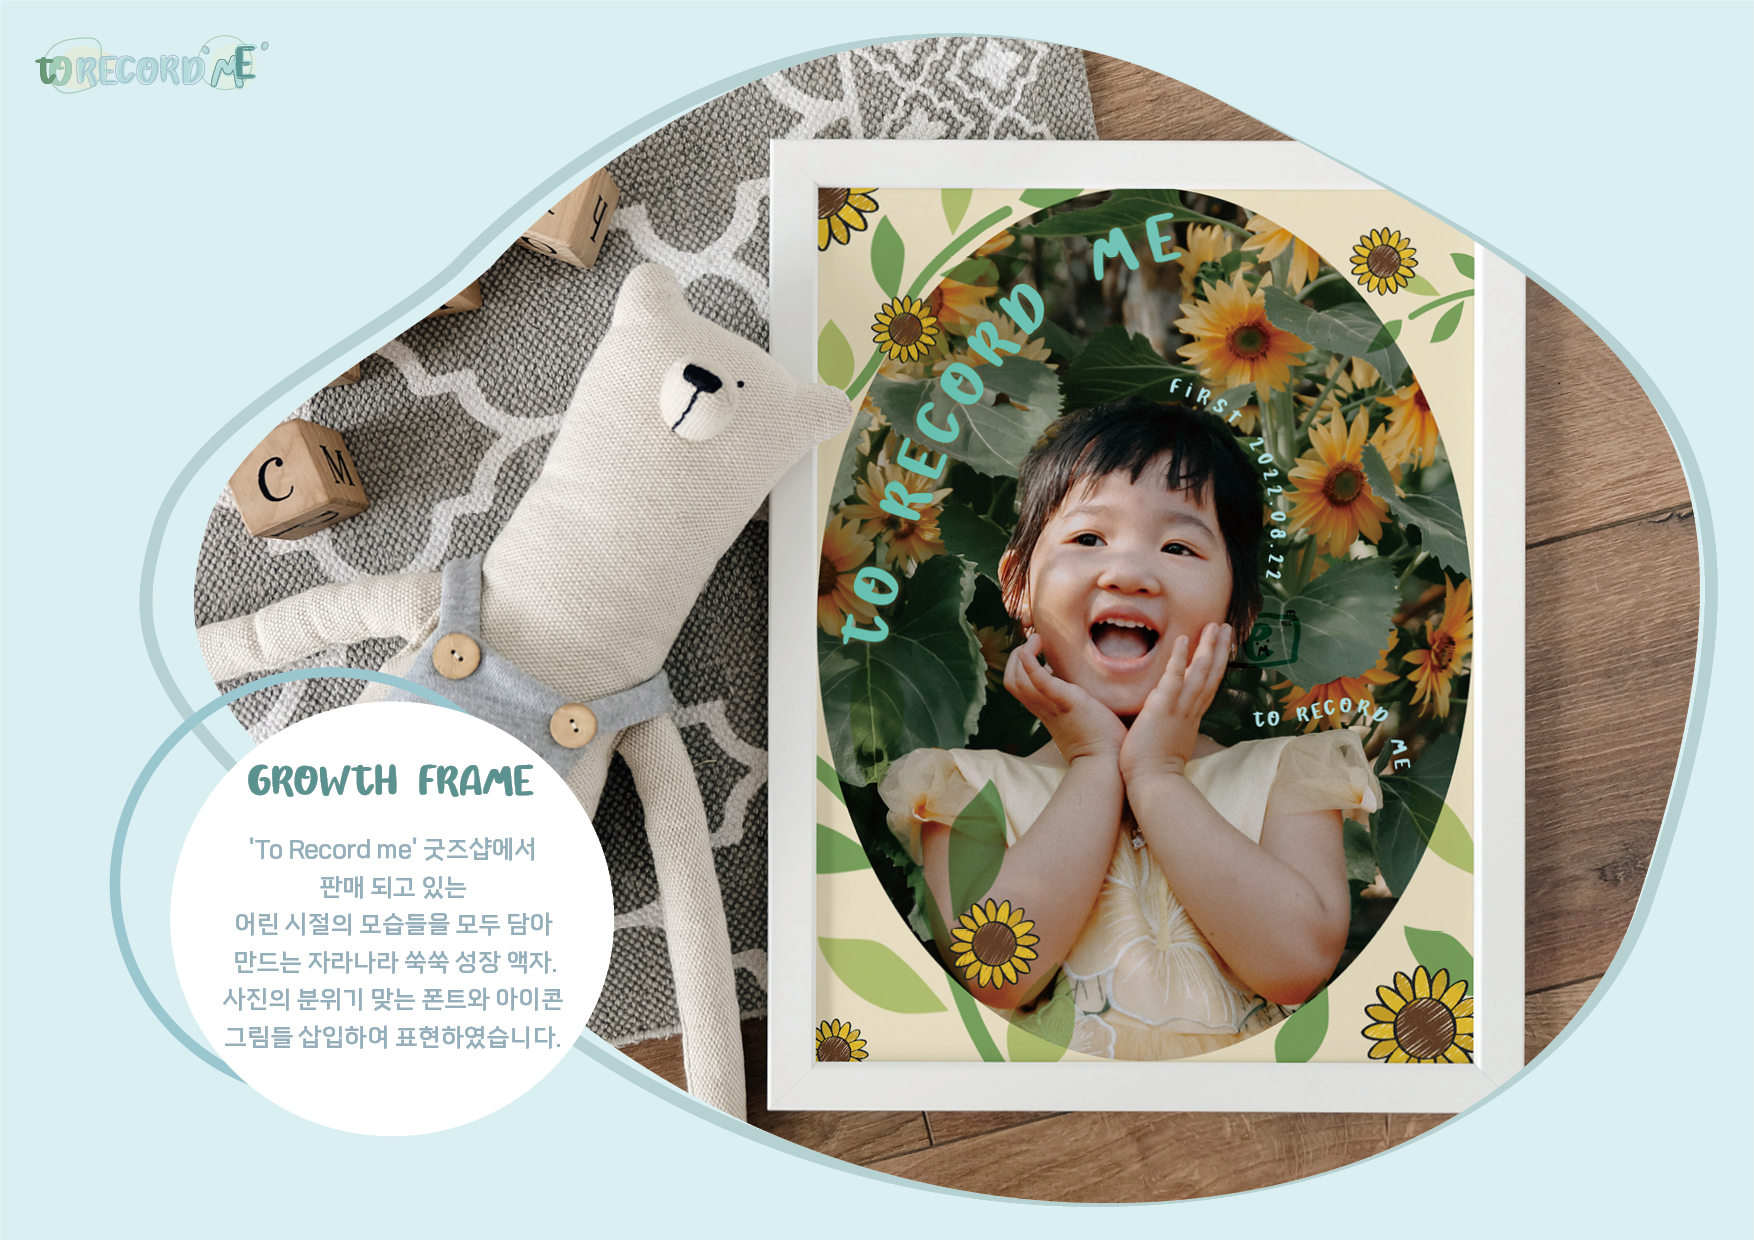 to RECORD ME
to RECORD ME
FIRST
2022.08.22
to RECORD ME
C M
GROWTH FRAME
'To Record me' 굿즈샵에서
판매 되고 있는
어린 시절의 모습들을 모두 담아
만드는 자라나라 쑥쑥 성장 액자.
사진의 분위기 맞는 폰트와 아이콘
그림들 삽입하여 표현하였습니다.